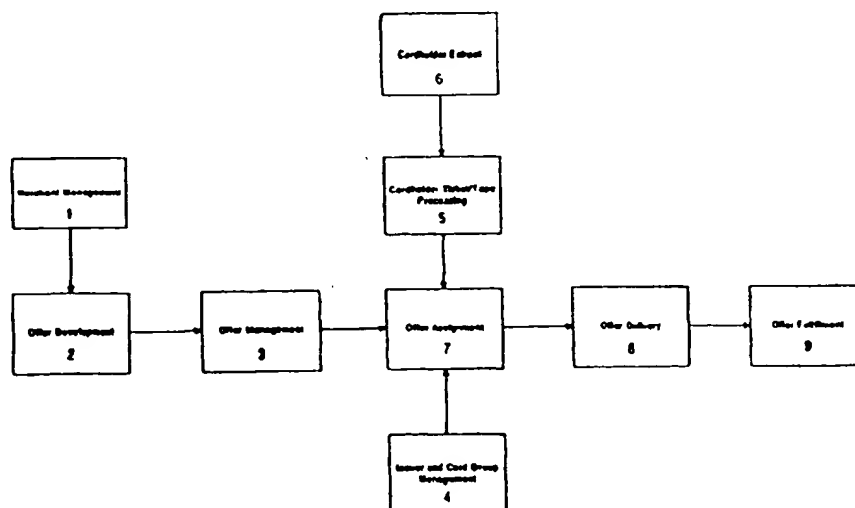 Cardholder Extract
6
Merchant Management
1
Cardholder Ticket/Tape
Processing
5
Offer Development
2
Offer Management
3
Offer Assignment
7
Offer Delivery
8
Offer Fulfillment
9
Issuer and Card Group
Management
4